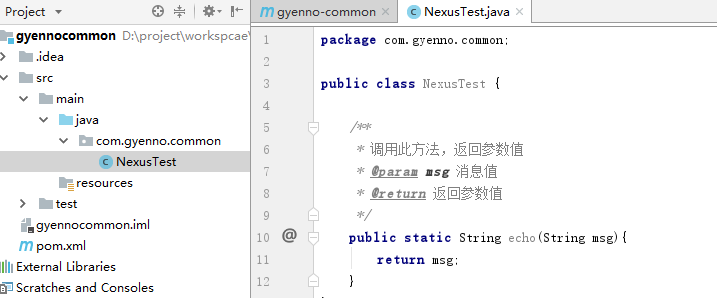 Project
gyennocommon D:\project\workspcae\
.idea
src
main
java
com.gyenno.common
NexusTest
resources
test
gyennocommon.iml
pom.xml
External Libraries
Scratches and Consoles
gyenno-common
NexusTest.java
1 package com.gyenno.common;
2
3 public class NexusTest {
4
5 /**
6 * 调用此方法，返回参数值
7 * @param msg 消息值
8 * @return 返回参数值
9 */
10 @ public static String echo(String msg){
11 return msg;
12 }